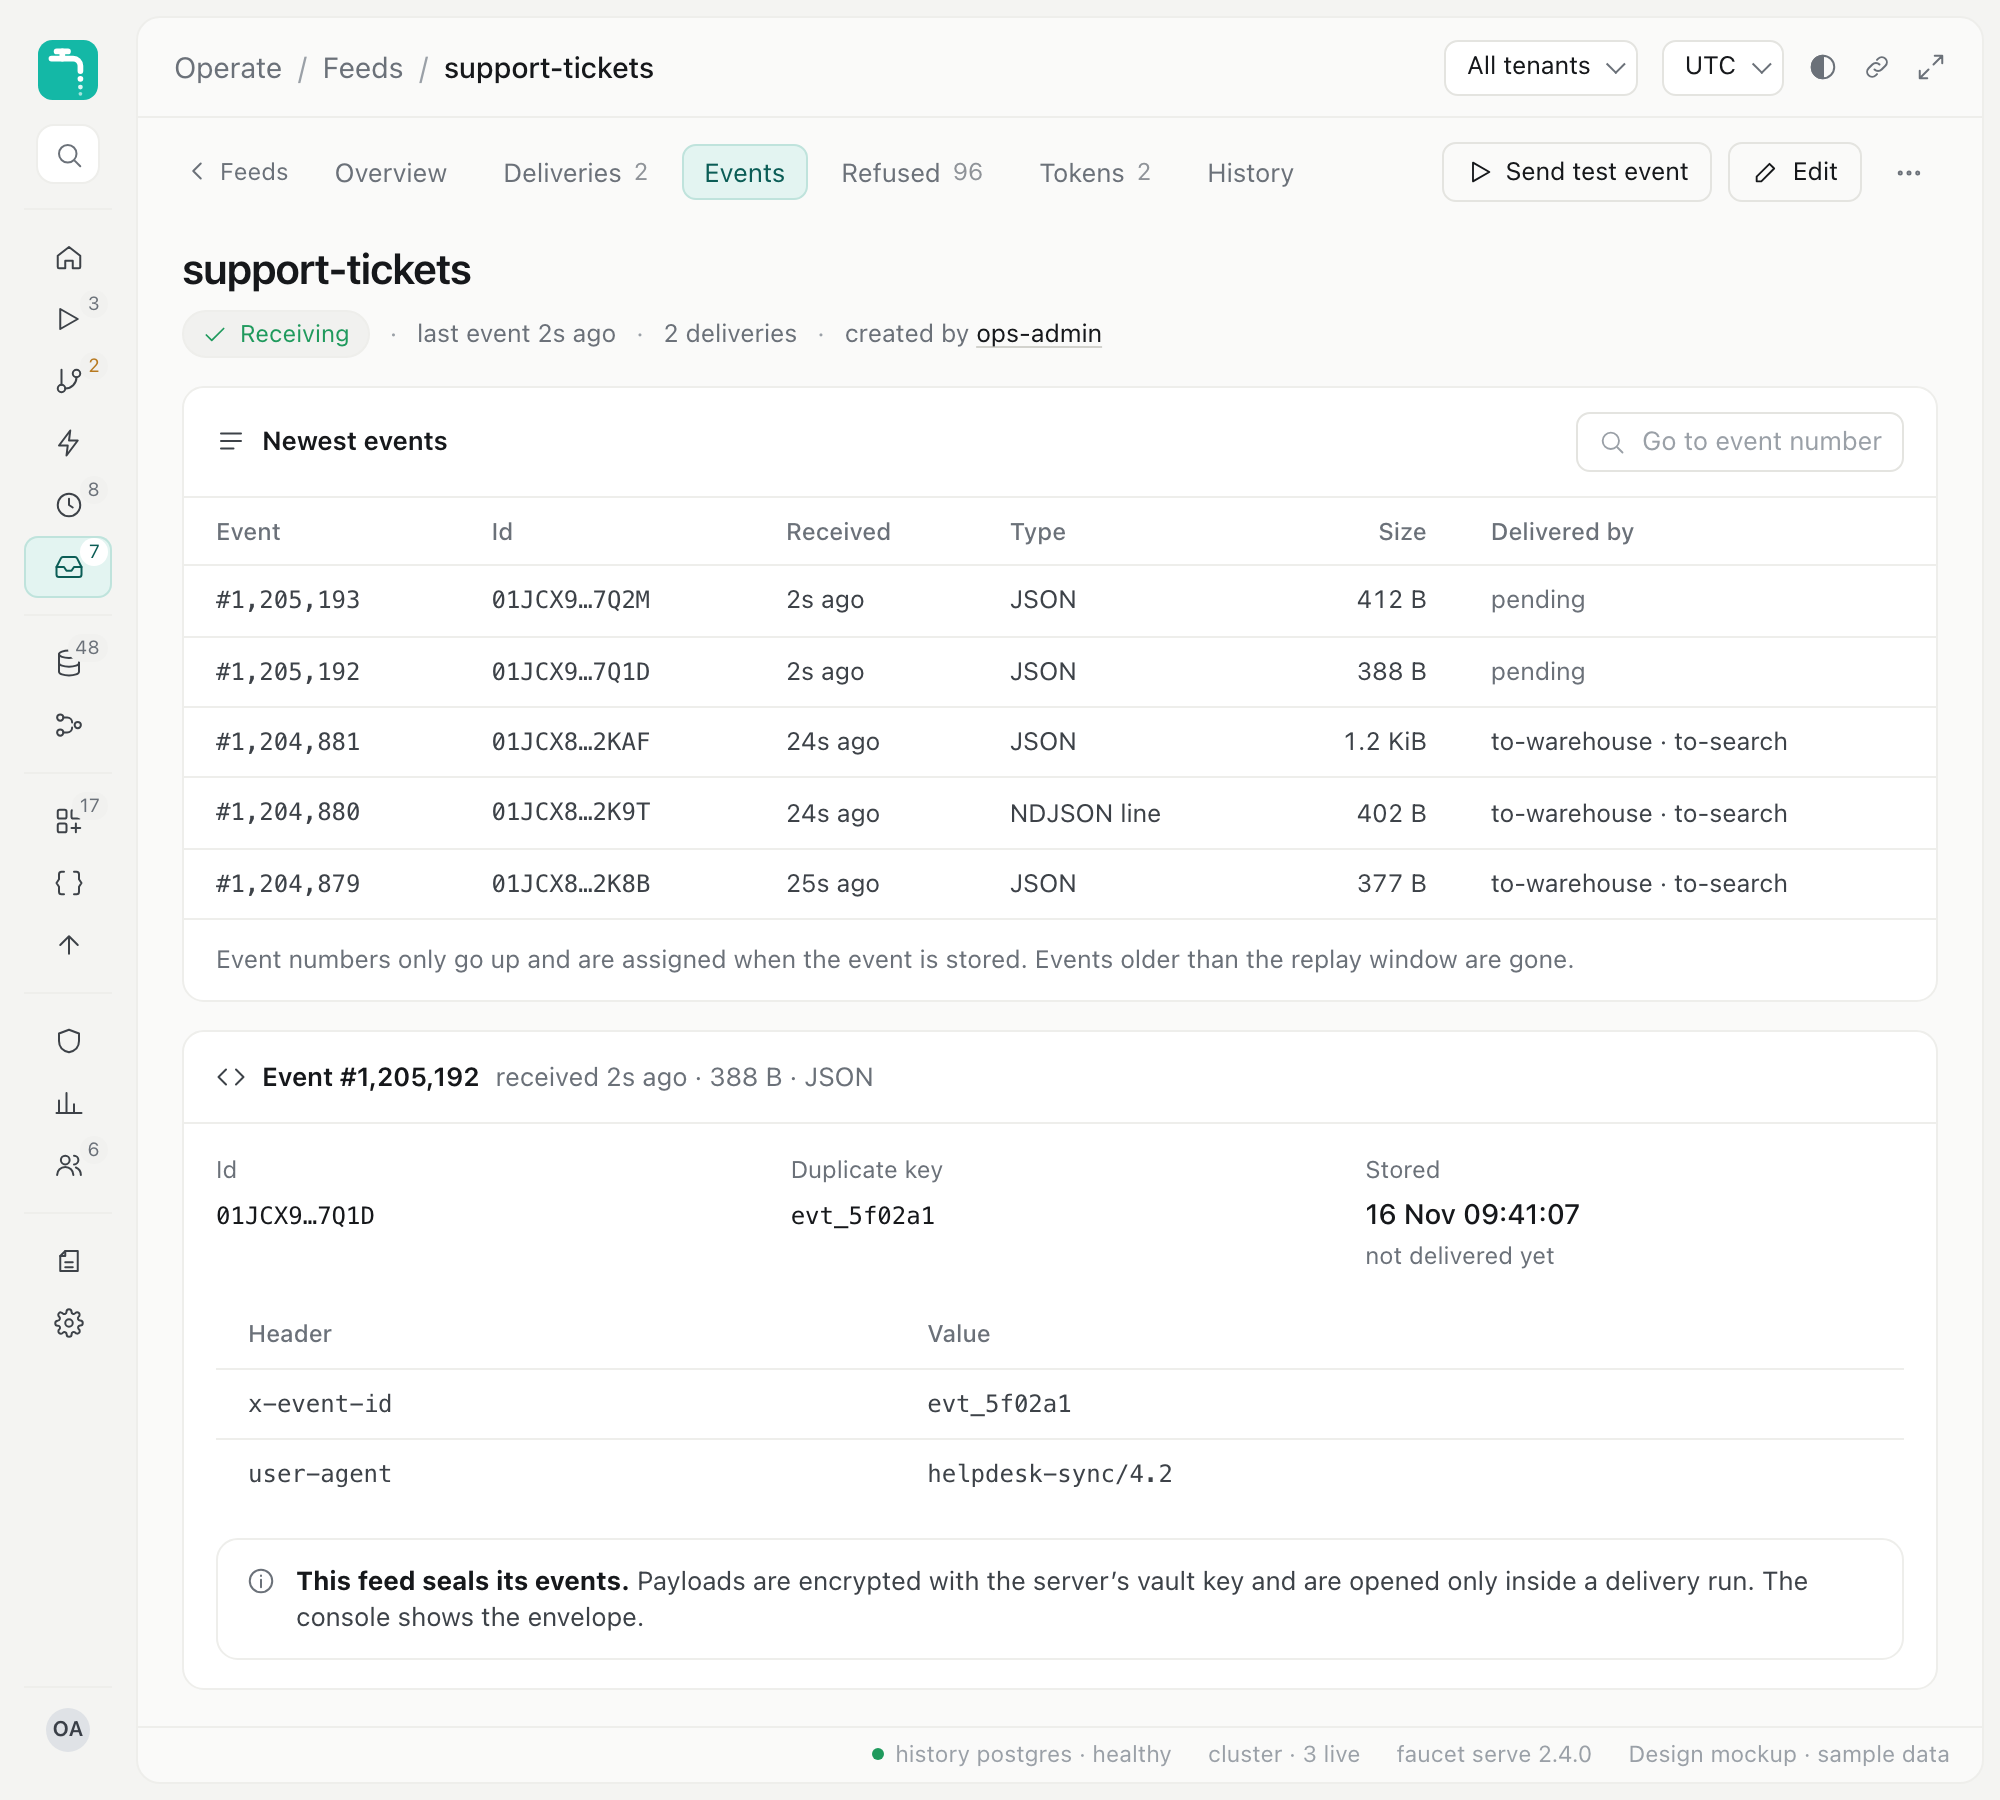 Operate / Feeds / support-tickets
All tenants
UTC
Feeds
Overview
Deliveries 2
Events
Refused 96
Tokens 2
History
Send test event
Edit
3
2
8
7
48
17
6
OA
support-tickets
Receiving · last event 2s ago · 2 deliveries · created by ops-admin
Newest events
Go to event number
Event Id Received Type Size Delivered by
#1,205,193 01JCX9…7Q2M 2s ago JSON 412 B pending
#1,205,192 01JCX9…7Q1D 2s ago JSON 388 B pending
#1,204,881 01JCX8…2KAF 24s ago JSON 1.2 KiB to-warehouse · to-search
#1,204,880 01JCX8…2K9T 24s ago NDJSON line 402 B to-warehouse · to-search
#1,204,879 01JCX8…2K8B 25s ago JSON 377 B to-warehouse · to-search
Event numbers only go up and are assigned when the event is stored. Events older than the replay window are gone.
Event #1,205,192 received 2s ago · 388 B · JSON
Id Duplicate key Stored
01JCX9…7Q1D evt_5f02a1 16 Nov 09:41:07
not delivered yet
Header Value
x-event-id evt_5f02a1
user-agent helpdesk-sync/4.2
This feed seals its events. Payloads are encrypted with the server’s vault key and are opened only inside a delivery run. The
console shows the envelope.
history postgres · healthy cluster · 3 live faucet serve 2.4.0 Design mockup · sample data